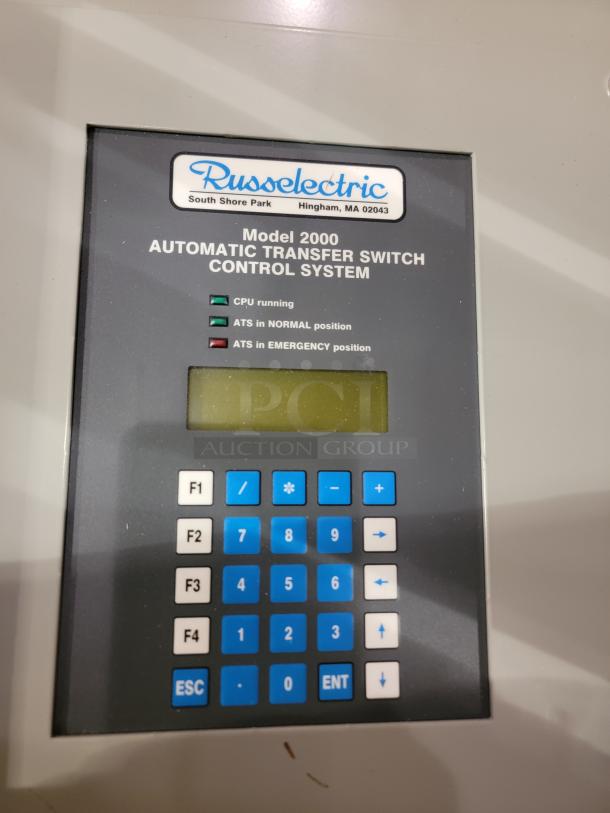 Russelectric
South Shore Park Hingham, MA 02043
Model 2000
AUTOMATIC TRANSFER SWITCH
CONTROL SYSTEM
CPU running
ATS in NORMAL position
ATS in EMERGENCY position
PCI
AUCTION GROUP
F1 / * - +
F2 7 8 9 →
F3 4 5 6 ←
F4 1 2 3 ↑
ESC . 0 ENT ↓